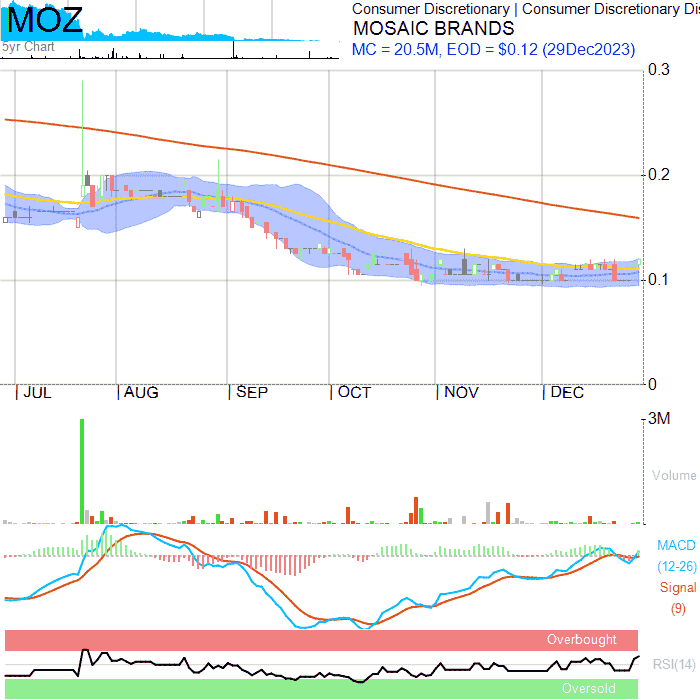 MOZ
5yr Chart
Consumer Discretionary | Consumer Discretionary Dis
MOSAIC BRANDS
MC = 20.5M, EOD = $0.12 (29Dec2023)
0.3
0.2
0.1
0
JUL AUG SEP OCT NOV DEC
3M
Volume
MACD
(12-26)
Signal
(9)
Overbought
RSI(14)
Oversold